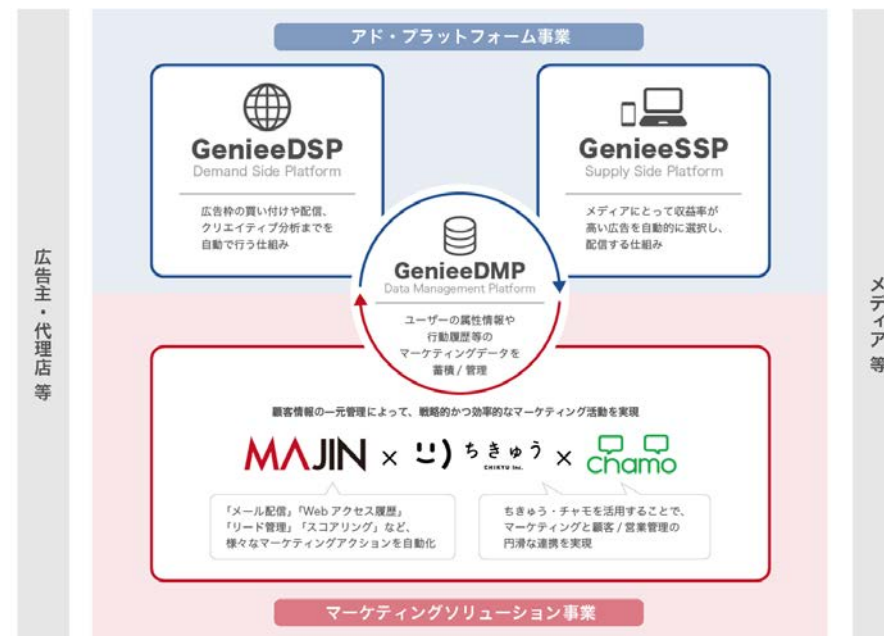 アド・プラットフォーム事業
GenieeDSP
Demand Side Platform
広告枠の買い付けや配信、
クリエイティブ分析までを
自動で行う仕組み
GenieeSSP
Supply Side Platform
メディアにとって収益率が
高い広告を自動的に選択し、
配信する仕組み
GenieeDMP
Data Management Platform
ユーザーの属性情報や
行動履歴等の
マーケティングデータを
蓄積 / 管理
広告主・代理店 等
メディア 等
顧客情報の一元管理によって、戦略的かつ効率的なマーケティング活動を実現
MAJIN × ちきゅう × chamo
CHIKYU Inc.
「メール配信」「Web アクセス履歴」
「リード管理」「スコアリング」など、
様々なマーケティングアクションを自動化
ちきゅう・チャモを活用することで、
マーケティングと顧客 / 営業管理の
円滑な連携を実現
マーケティングソリューション事業